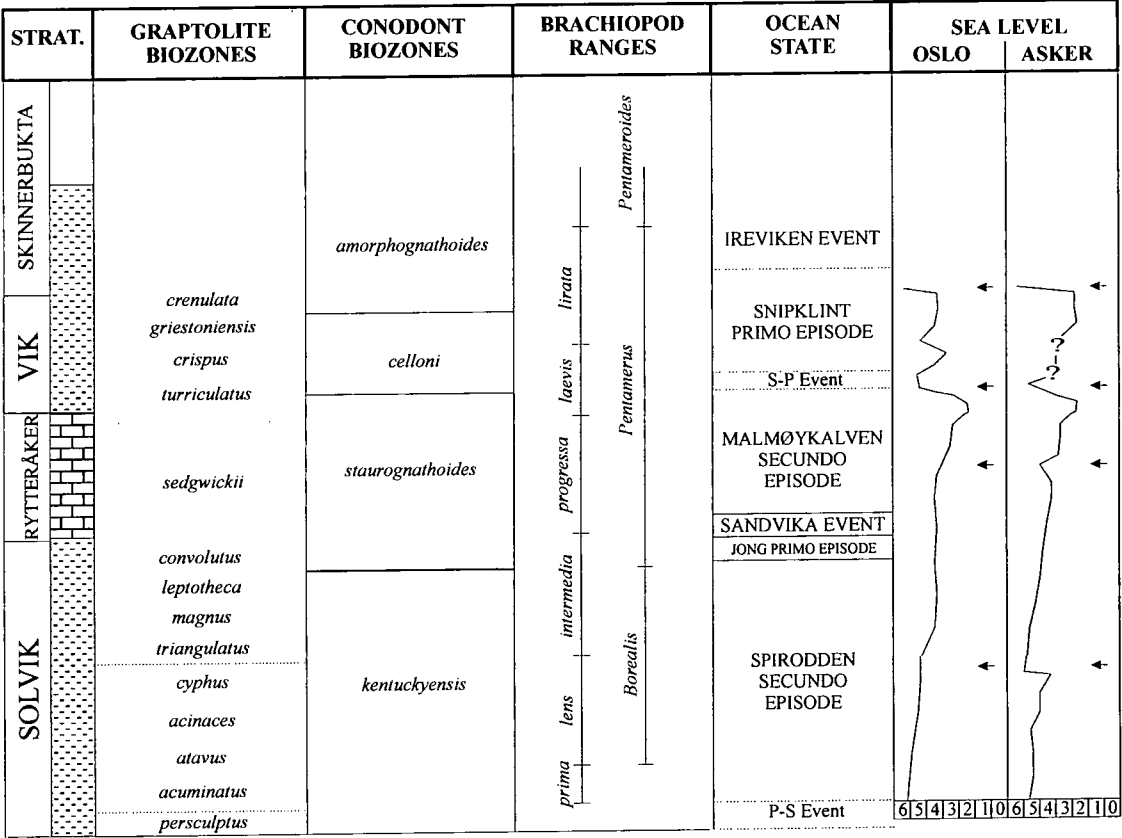 STRAT.
GRAPTOLITE
BIOZONES
CONODONT
BIOZONES
BRACHIOPOD
RANGES
OCEAN
STATE
SEA LEVEL
OSLO
ASKER
SKINNERBUKTA
VIK
RYTTERÅKER
SOLVIK
crenulata
griestoniensis
crispus
turriculatus
sedgwickii
convolutus
leptotheca
magnus
triangulatus
cyphus
acinaces
atavus
acuminatus
persculptus
amorphognathoides
celloni
staurognathoides
kentuckyensis
lirata
laevis
progressa
intermedia
lens
prima
Pentameroides
Pentamerus
Borealis
IREVIKEN EVENT
SNIPKLINT
PRIMO EPISODE
S-P Event
MALMØYKALVEN
SECUNDO
EPISODE
SANDVIKA EVENT
JONG PRIMO EPISODE
SPIRODDEN
SECUNDO
EPISODE
P-S Event
?
?
6 5 4 3 2 1 0 6 5 4 3 2 1 0